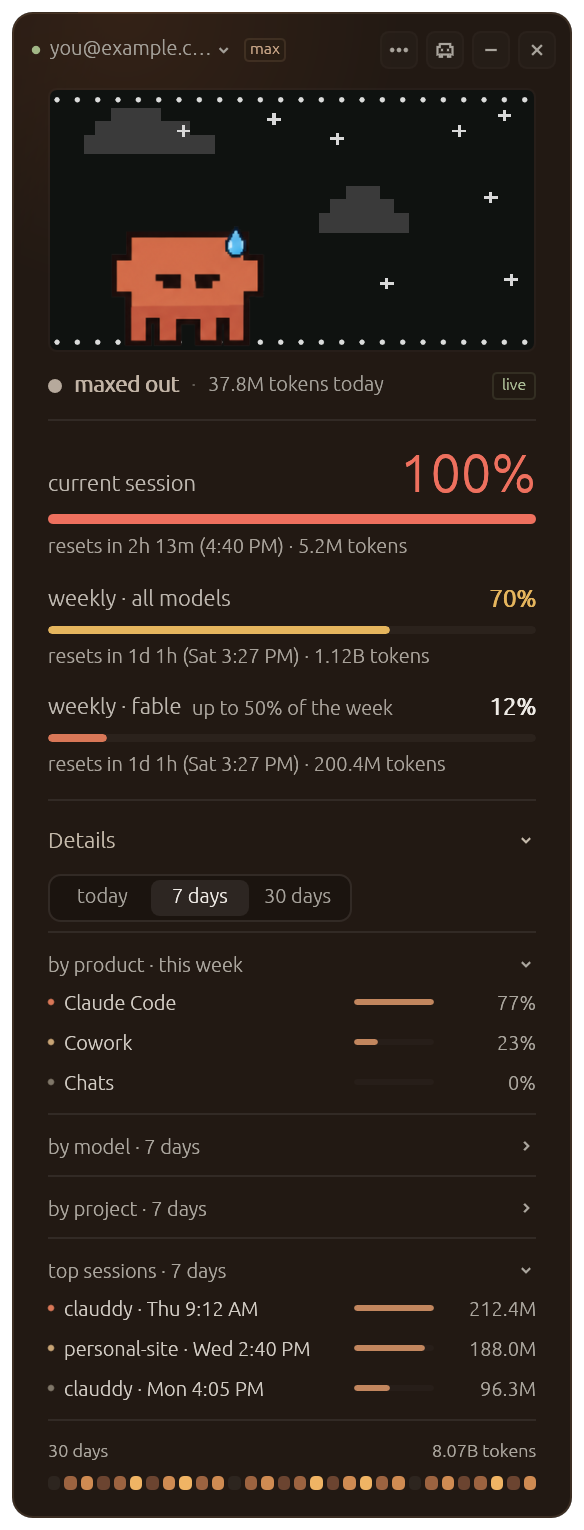 you@example.c... max
maxed out · 37.8M tokens today live
current session 100%
resets in 2h 13m (4:40 PM) · 5.2M tokens
weekly · all models 70%
resets in 1d 1h (Sat 3:27 PM) · 1.12B tokens
weekly · fable up to 50% of the week 12%
resets in 1d 1h (Sat 3:27 PM) · 200.4M tokens
Details
today 7 days 30 days
by product · this week
Claude Code 77%
Cowork 23%
Chats 0%
by model · 7 days
by project · 7 days
top sessions · 7 days
clauddy · Thu 9:12 AM 212.4M
personal-site · Wed 2:40 PM 188.0M
clauddy · Mon 4:05 PM 96.3M
30 days 8.07B tokens